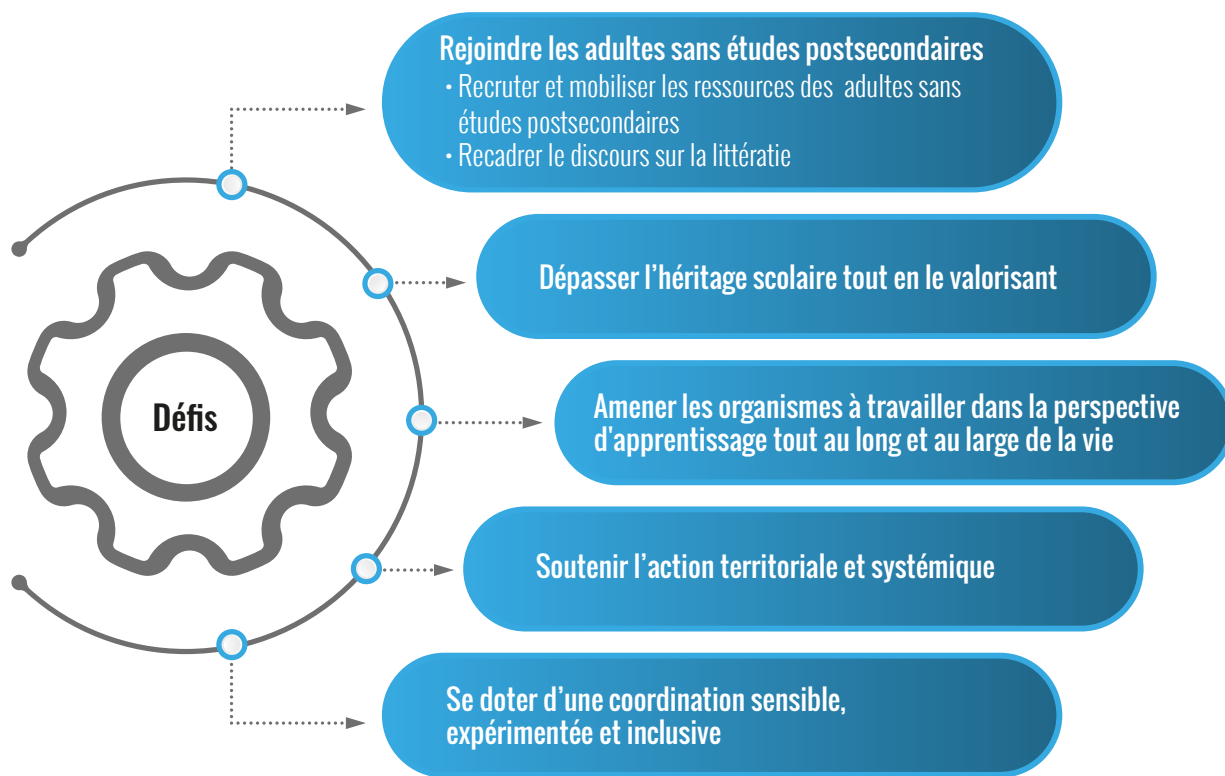 Rejoindre les adultes sans études postsecondaires
• Recruter et mobiliser les ressources des adultes sans
études postsecondaires
• Recadrer le discours sur la littératie
Dépasser l’héritage scolaire tout en le valorisant
Défis
Amener les organismes à travailler dans la perspective
d'apprentissage tout au long et au large de la vie
Soutenir l’action territoriale et systémique
Se doter d’une coordination sensible,
expérimentée et inclusive